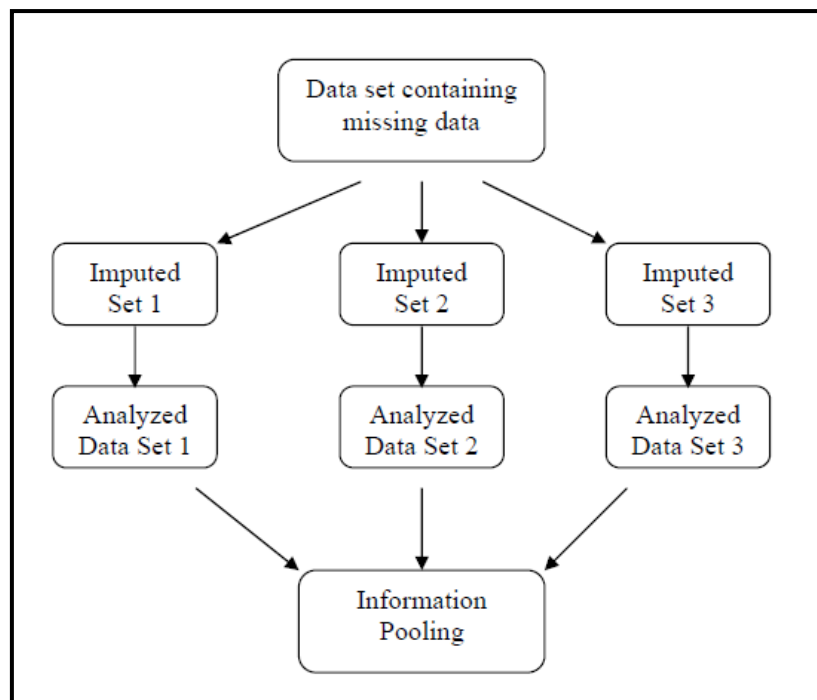 Data set containing
missing data
Imputed
Set 1
Imputed
Set 2
Imputed
Set 3
Analyzed
Data Set 1
Analyzed
Data Set 2
Analyzed
Data Set 3
Information
Pooling